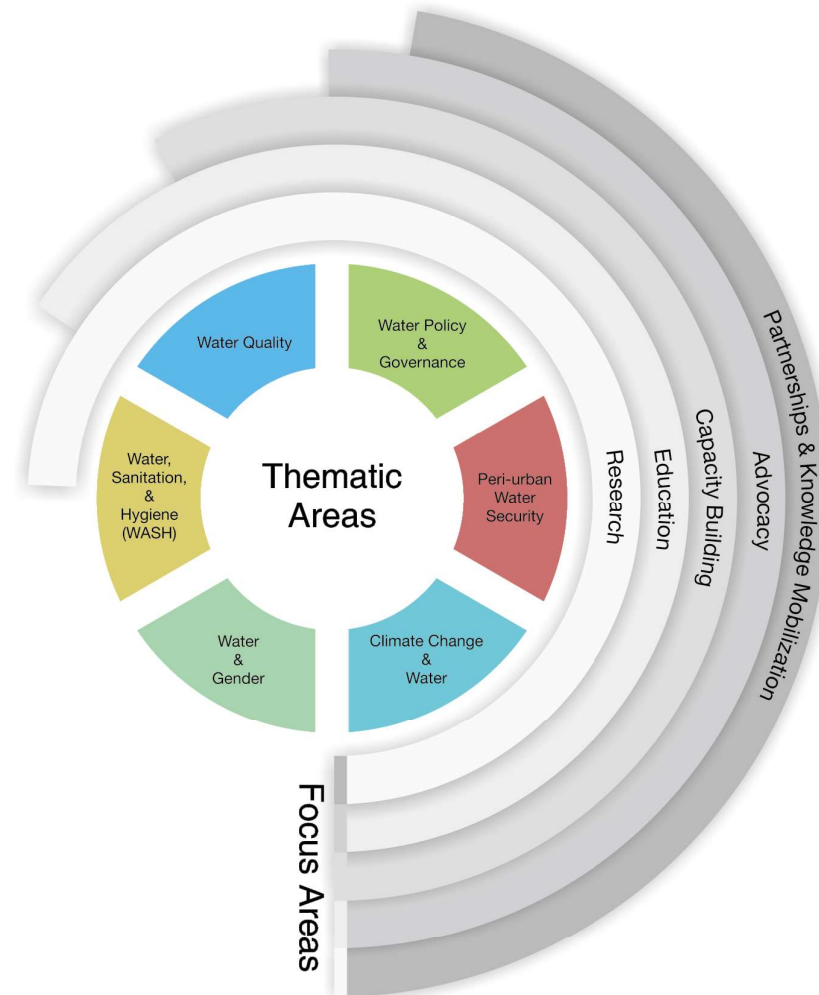 Water Quality
Water Policy
&
Governance
Water,
Sanitation,
&
Hygiene
(WASH)
Thematic
Areas
Peri-urban
Water
Security
Water
&
Gender
Climate Change
&
Water
Research
Education
Capacity Building
Advocacy
Partnerships & Knowledge Mobilization
Focus Areas